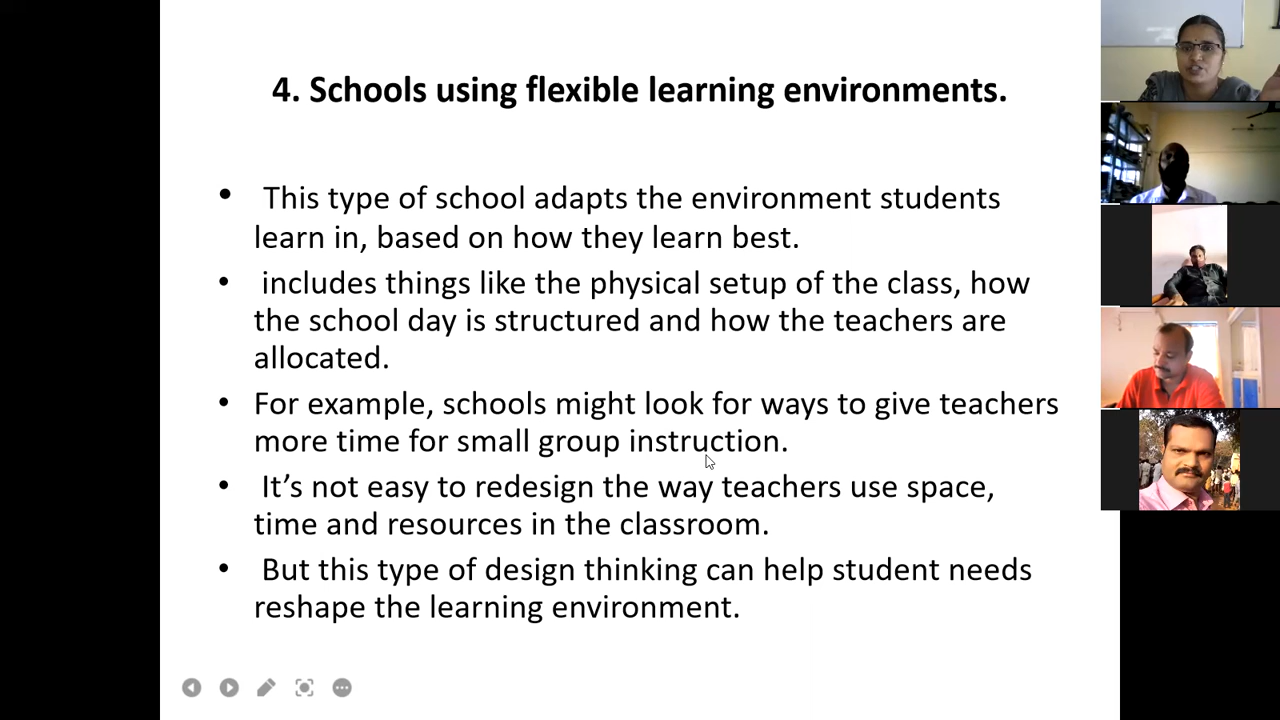 4. Schools using flexible learning environments.
• This type of school adapts the environment students
learn in, based on how they learn best.
• includes things like the physical setup of the class, how
the school day is structured and how the teachers are
allocated.
• For example, schools might look for ways to give teachers
more time for small group instruction.
• It’s not easy to redesign the way teachers use space,
time and resources in the classroom.
• But this type of design thinking can help student needs
reshape the learning environment.